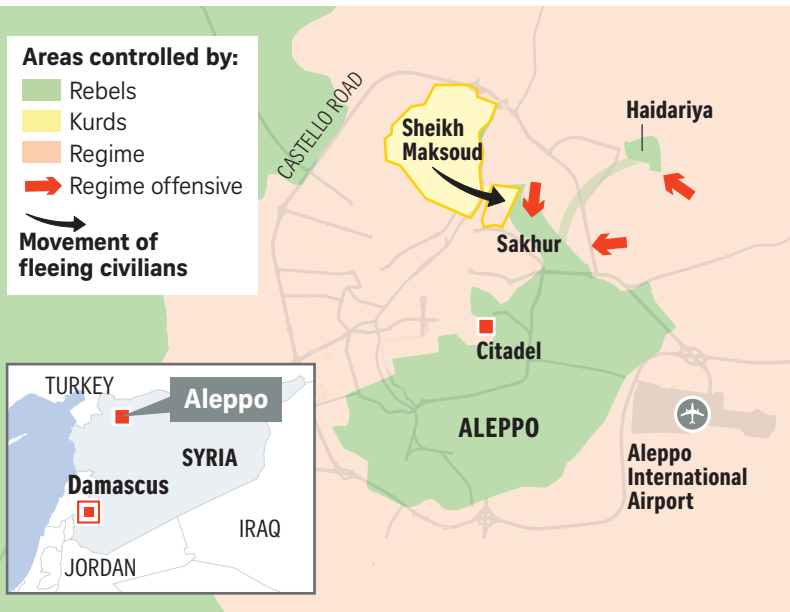 Areas controlled by:
Rebels
Kurds
Regime
Regime offensive
Movement of
fleeing civilians
CASTELLO ROAD
Sheikh
Maksoud
Haidariya
Sakhur
Citadel
ALEPPO
Aleppo
International
Airport
TURKEY
Aleppo
SYRIA
Damascus
IRAQ
JORDAN